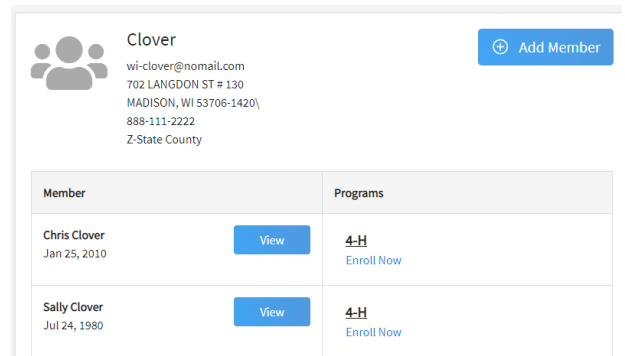 Clover
Add Member
wi-clover@nomail.com
702 LANGDON ST # 130
MADISON, WI 53706-1420\
888-111-2222
Z-State County
Member
Programs
Chris Clover
Jan 25, 2010
View
4-H
Enroll Now
Sally Clover
Jul 24, 1980
View
4-H
Enroll Now